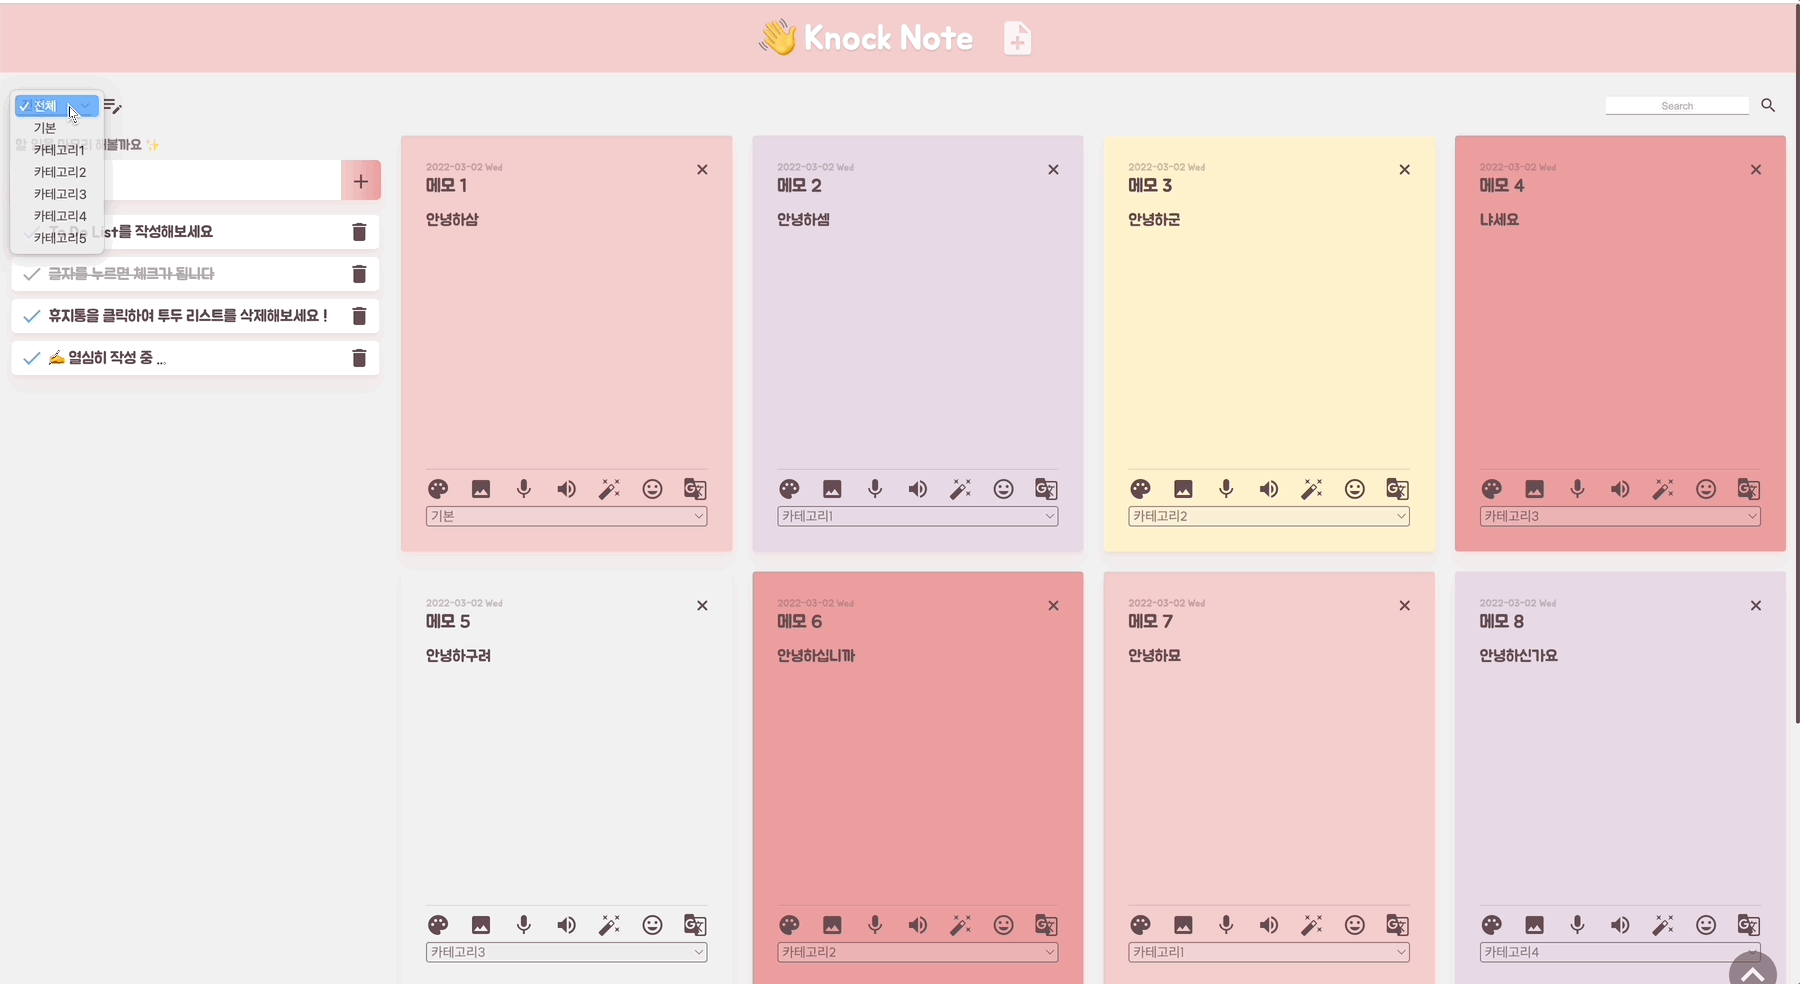 👋 Knock Note
전체
기본
카테고리1
카테고리2
카테고리3
카테고리4
카테고리5
Search
해볼까요 ✨
+
List를 작성해보세요
글자를 누르면 체크가 됩니다
휴지통을 클릭하여 투두 리스트를 삭제해보세요 !
✍ 열심히 작성 중 ...
2022-03-02 Wed
메모 1
안녕하삼
기본
2022-03-02 Wed
메모 2
안녕하셈
카테고리1
2022-03-02 Wed
메모 3
안녕하군
카테고리2
2022-03-02 Wed
메모 4
냐세요
카테고리3
2022-03-02 Wed
메모 5
안녕하구려
카테고리3
2022-03-02 Wed
메모 6
안녕하십니까
카테고리2
2022-03-02 Wed
메모 7
안녕하묘
카테고리1
2022-03-02 Wed
메모 8
안녕하신가요
카테고리4